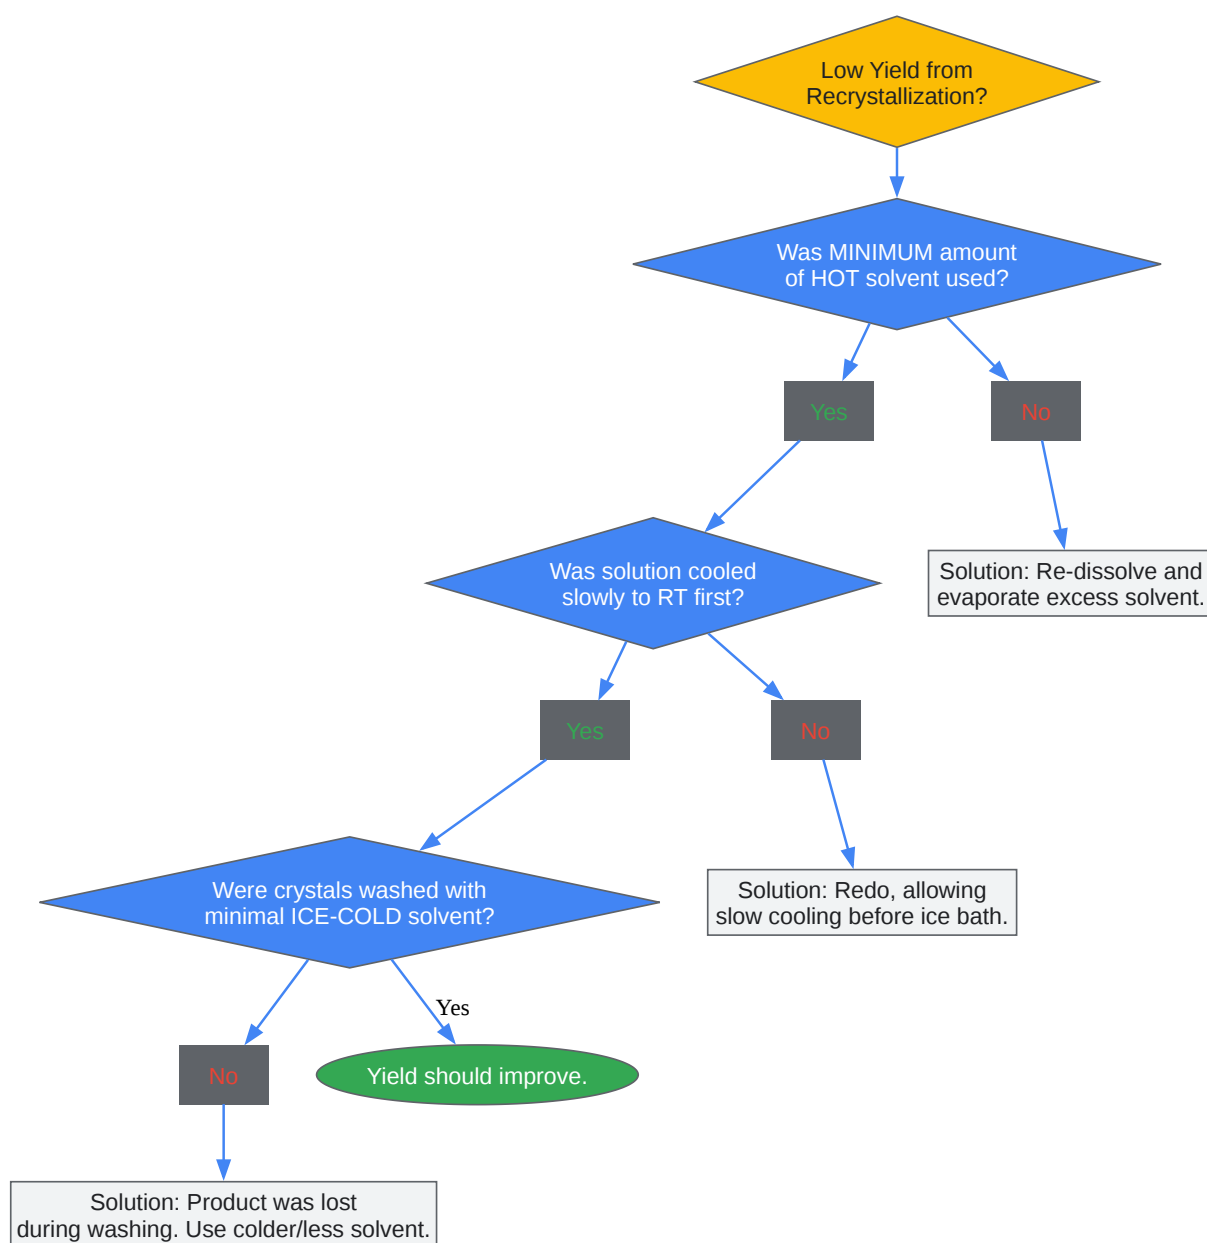 Low Yield from
Recrystallization?
Was MINIMUM amount
of HOT solvent used?
Yes
No
Was solution cooled
slowly to RT first?
Solution: Re-dissolve and
evaporate excess solvent.
Yes
No
Were crystals washed with
minimal ICE-COLD solvent?
Solution: Redo, allowing
slow cooling before ice bath.
Yes
No
Yield should improve.
Solution: Product was lost
during washing. Use colder/less solvent.